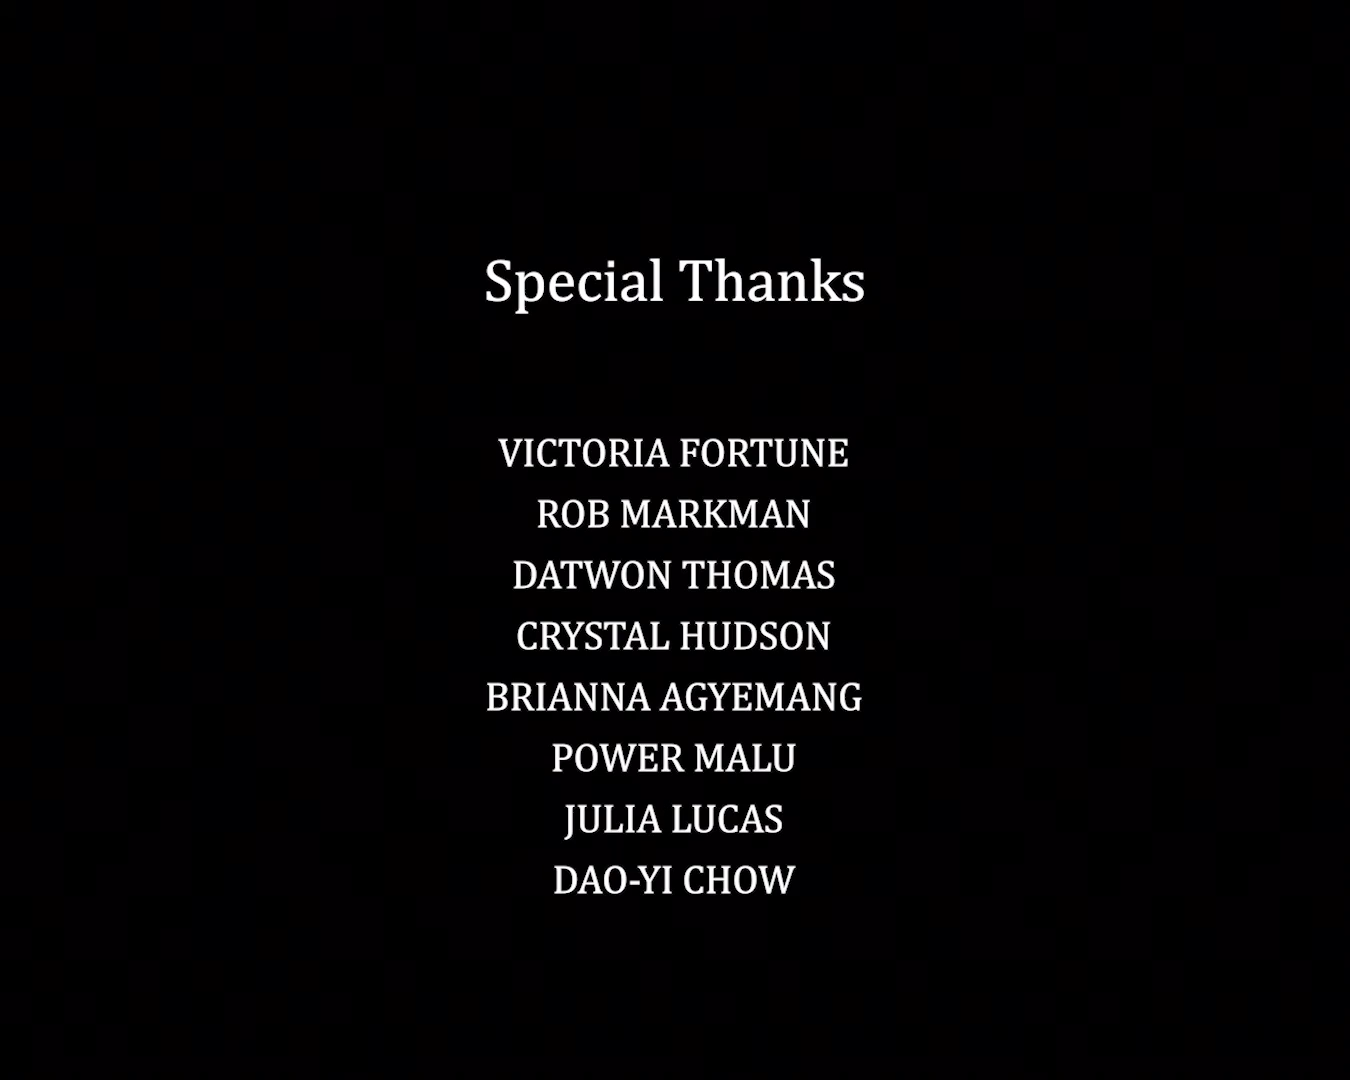 Special Thanks
VICTORIA FORTUNE
ROB MARKMAN
DATWON THOMAS
CRYSTAL HUDSON
BRIANNA AGYEMANG
POWER MALU
JULIA LUCAS
DAO-YI CHOW